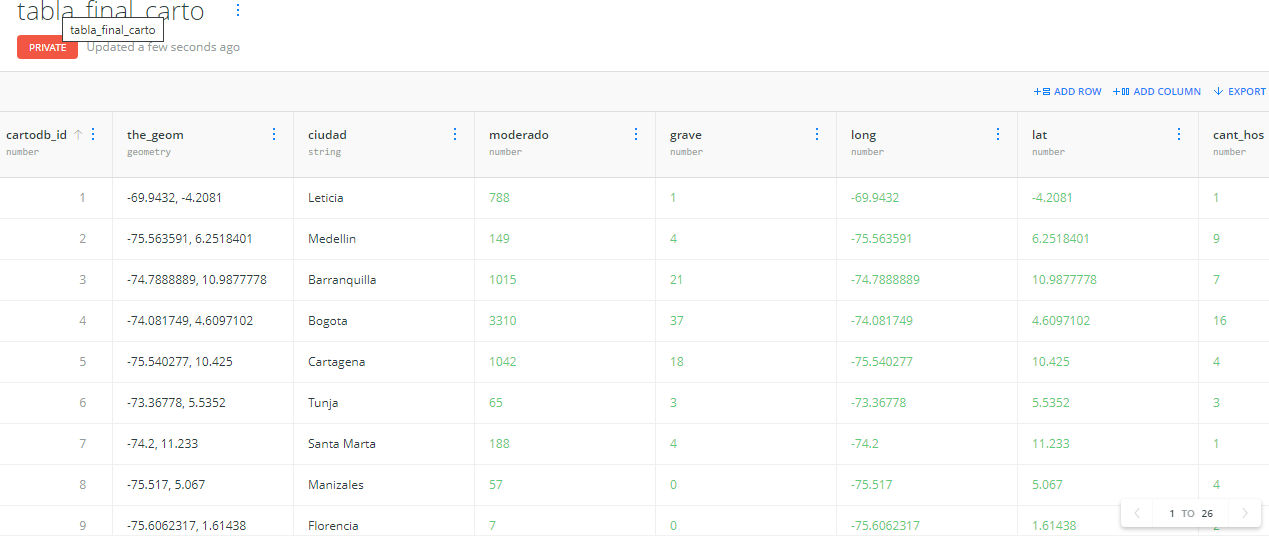 tabla_final_carto
tabla_final_carto
PRIVATE Updated a few seconds ago
ADD ROW ADD COLUMN EXPORT
cartodb_id the_geom ciudad moderado grave long lat cant_hos
number geometry string number number number number number
1 -69.9432, -4.2081 Leticia 788 1 -69.9432 -4.2081 1
2 -75.563591, 6.2518401 Medellin 149 4 -75.563591 6.2518401 9
3 -74.7888889, 10.9877778 Barranquilla 1015 21 -74.7888889 10.9877778 7
4 -74.081749, 4.6097102 Bogota 3310 37 -74.081749 4.6097102 16
5 -75.540277, 10.425 Cartagena 1042 18 -75.540277 10.425 4
6 -73.36778, 5.5352 Tunja 65 3 -73.36778 5.5352 3
7 -74.2, 11.233 Santa Marta 188 4 -74.2 11.233 1
8 -75.517, 5.067 Manizales 57 0 -75.517 5.067 4
9 -75.6062317, 1.61438 Florencia 7 0 -75.6062317 1.61438
1 TO 26